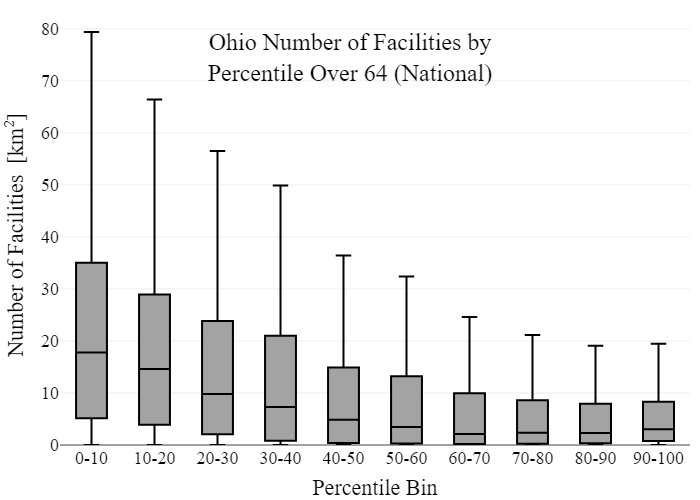 Ohio Number of Facilities by
Percentile Over 64 (National)
Number of Facilities [km²]
80
70
60
50
40
30
20
10
0
0-10 10-20 20-30 30-40 40-50 50-60 60-70 70-80 80-90 90-100
Percentile Bin